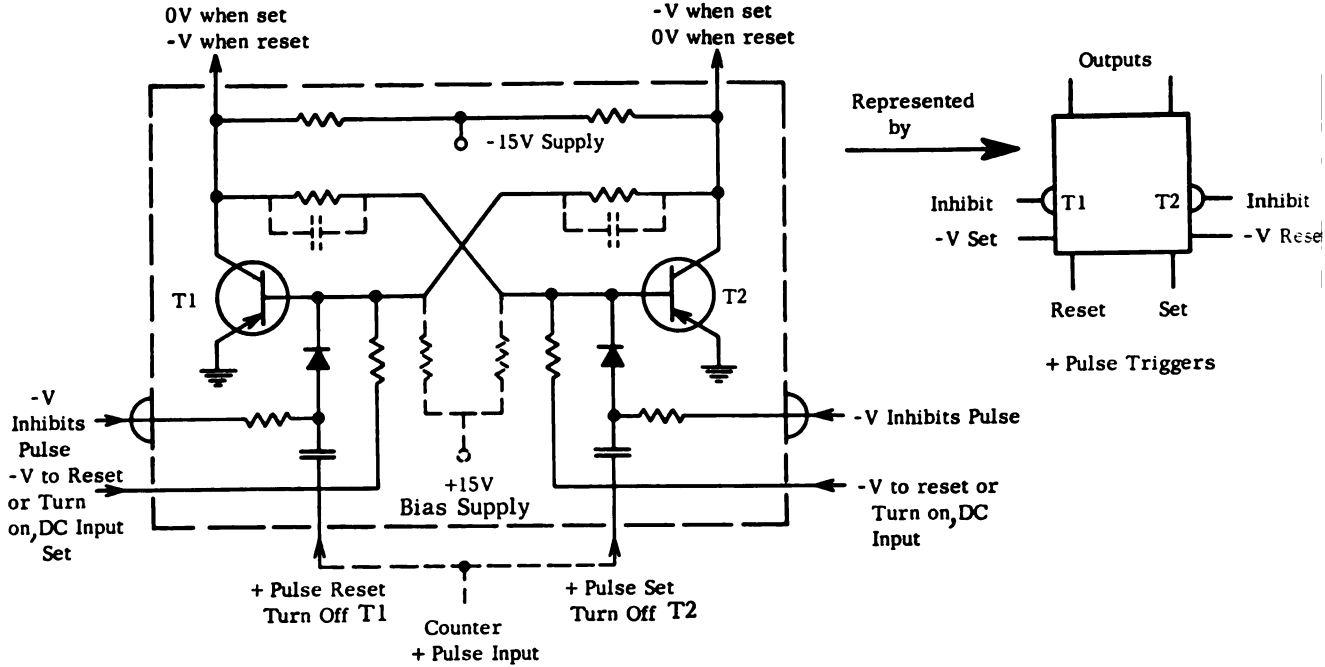 0V when set
-V when reset
-V when set
0V when reset
-15V Supply
T1
T2
-V
Inhibits
Pulse
-V to Reset
or Turn
on, DC Input
Set
+15V
Bias Supply
-V Inhibits Pulse
-V to reset or
Turn on, DC
Input
+ Pulse Reset
Turn Off T1
+ Pulse Set
Turn Off T2
Counter
+ Pulse Input
Represented
by
Outputs
Inhibit
T1
T2
Inhibit
-V Set
-V Reset
Reset
Set
+ Pulse Triggers